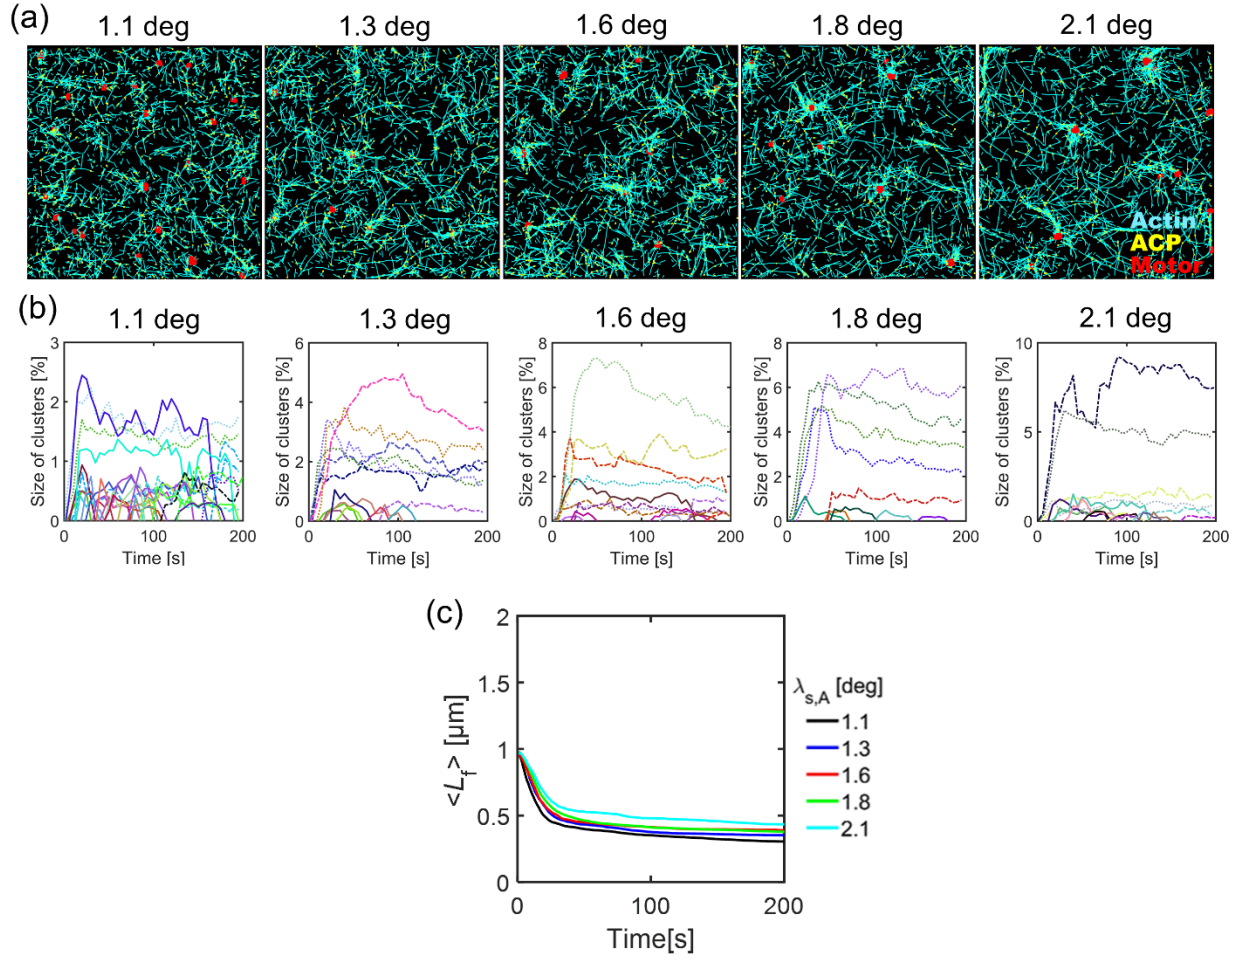 (a)
1.1 deg 1.3 deg 1.6 deg 1.8 deg 2.1 deg
Actin
ACP
Motor
(b)
1.1 deg 1.3 deg 1.6 deg 1.8 deg 2.1 deg
Size of clusters [%]
3
2
1
0
0 100 200
Time [s]
Size of clusters [%]
6
4
2
0
0 100 200
Time [s]
Size of clusters [%]
8
6
4
2
0
0 100 200
Time [s]
Size of clusters [%]
8
6
4
2
0
0 100 200
Time [s]
Size of clusters [%]
10
5
0
0 100 200
Time [s]
(c)
<Lf> [µm]
2
1.5
1
0.5
0
0 100 200
Time[s]
λs,A [deg]
1.1
1.3
1.6
1.8
2.1